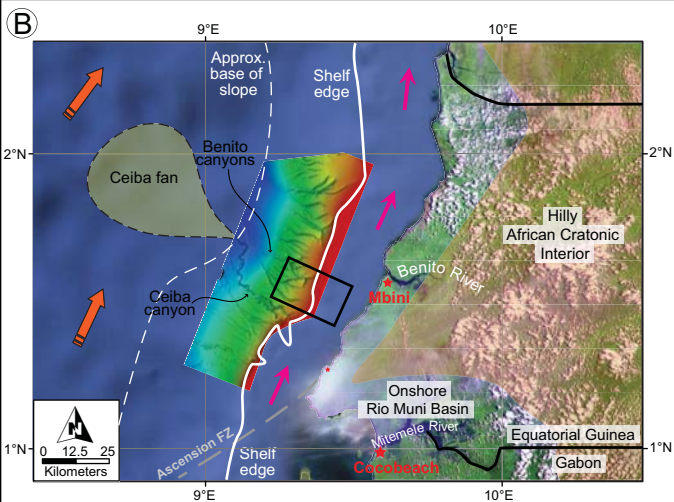 B
9°E
10°E
Approx.
base of
slope
Shelf
edge
Benito
canyons
2°N
2°N
Ceiba fan
Hilly
African Cratonic
Interior
Benito River
Mbini
Ceiba
canyon
Onshore
Rio Muni Basin
Mitemele River
N
0 12.5 25
Kilometers
1°N
Ascension FZ
Shelf
edge
Cocobeach
Equatorial Guinea
1°N
Gabon
9°E
10°E